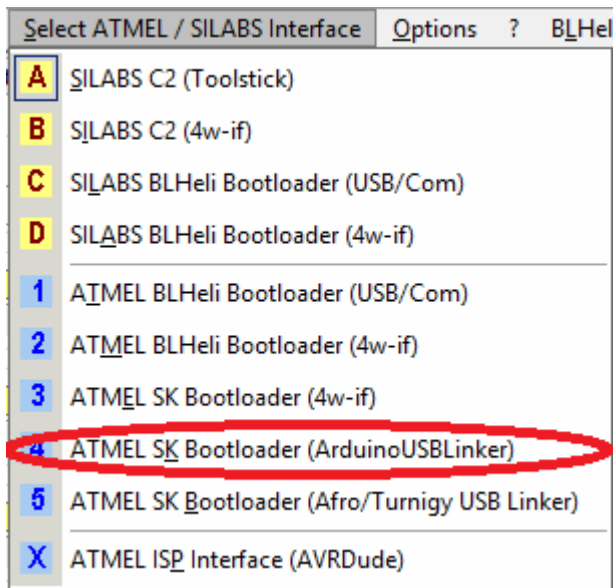 Select ATMEL / SILABS Interface Options ? BLHel
A SILABS C2 (Toolstick)
B SILABS C2 (4w-if)
C SILABS BLHeli Bootloader (USB/Com)
D SILABS BLHeli Bootloader (4w-if)
1 ATMEL BLHeli Bootloader (USB/Com)
2 ATMEL BLHeli Bootloader (4w-if)
3 ATMEL SK Bootloader (4w-if)
4 ATMEL SK Bootloader (ArduinoUSBLinker)
5 ATMEL SK Bootloader (Afro/Turnigy USB Linker)
X ATMEL ISP Interface (AVRDude)